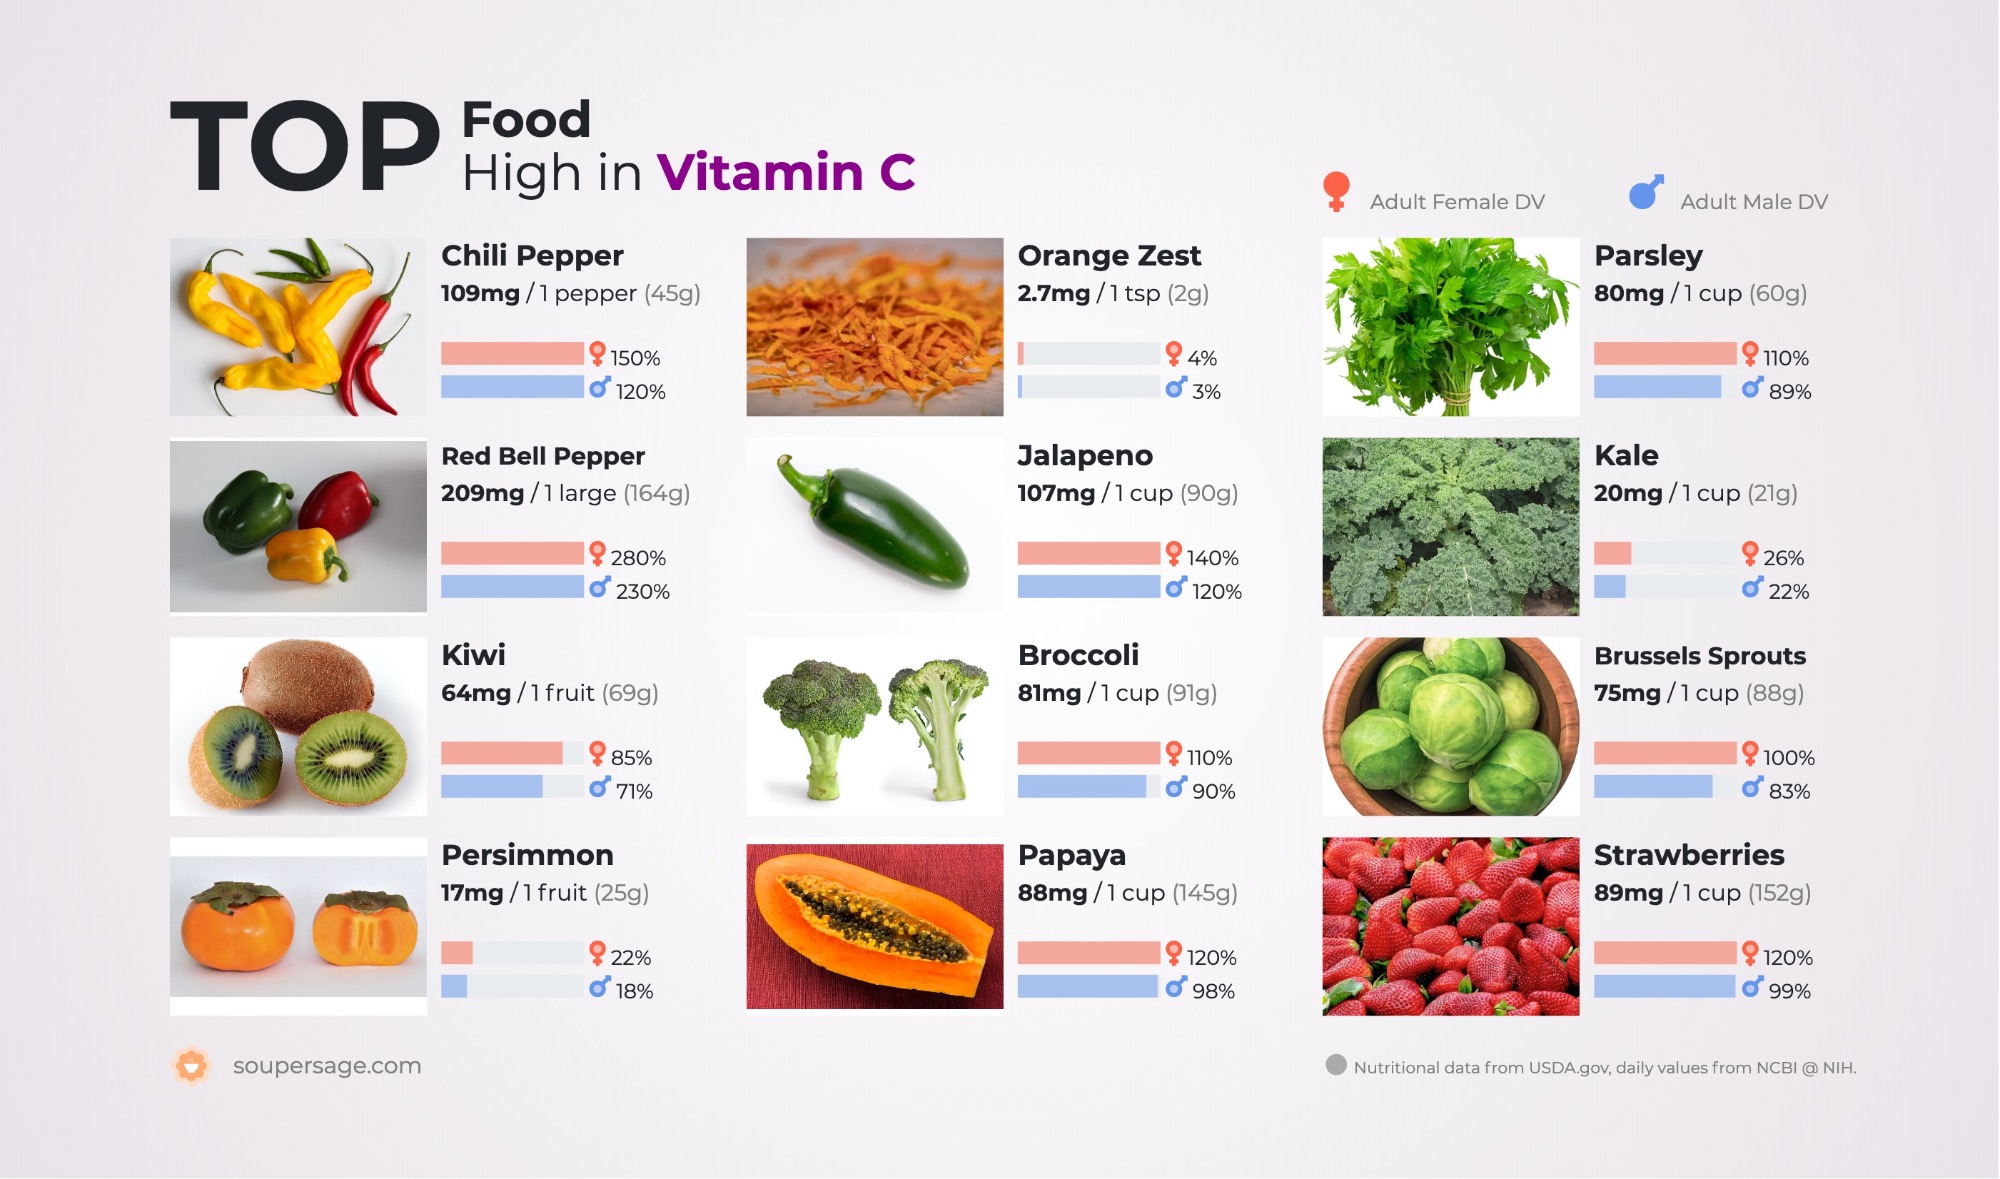 TOP Food
High in Vitamin C
Adult Female DV
Adult Male DV
Chili Pepper
109mg / 1 pepper (45g)
150%
120%
Orange Zest
2.7mg / 1 tsp (2g)
4%
3%
Parsley
80mg / 1 cup (60g)
110%
89%
Red Bell Pepper
209mg / 1 large (164g)
280%
230%
Jalapeno
107mg / 1 cup (90g)
140%
120%
Kale
20mg / 1 cup (21g)
26%
22%
Kiwi
64mg / 1 fruit (69g)
85%
71%
Broccoli
81mg / 1 cup (91g)
110%
90%
Brussels Sprouts
75mg / 1 cup (88g)
100%
83%
Persimmon
17mg / 1 fruit (25g)
22%
18%
Papaya
88mg / 1 cup (145g)
120%
98%
Strawberries
89mg / 1 cup (152g)
120%
99%
soupersage.com
Nutritional data from USDA.gov, daily values from NCBI @ NIH.